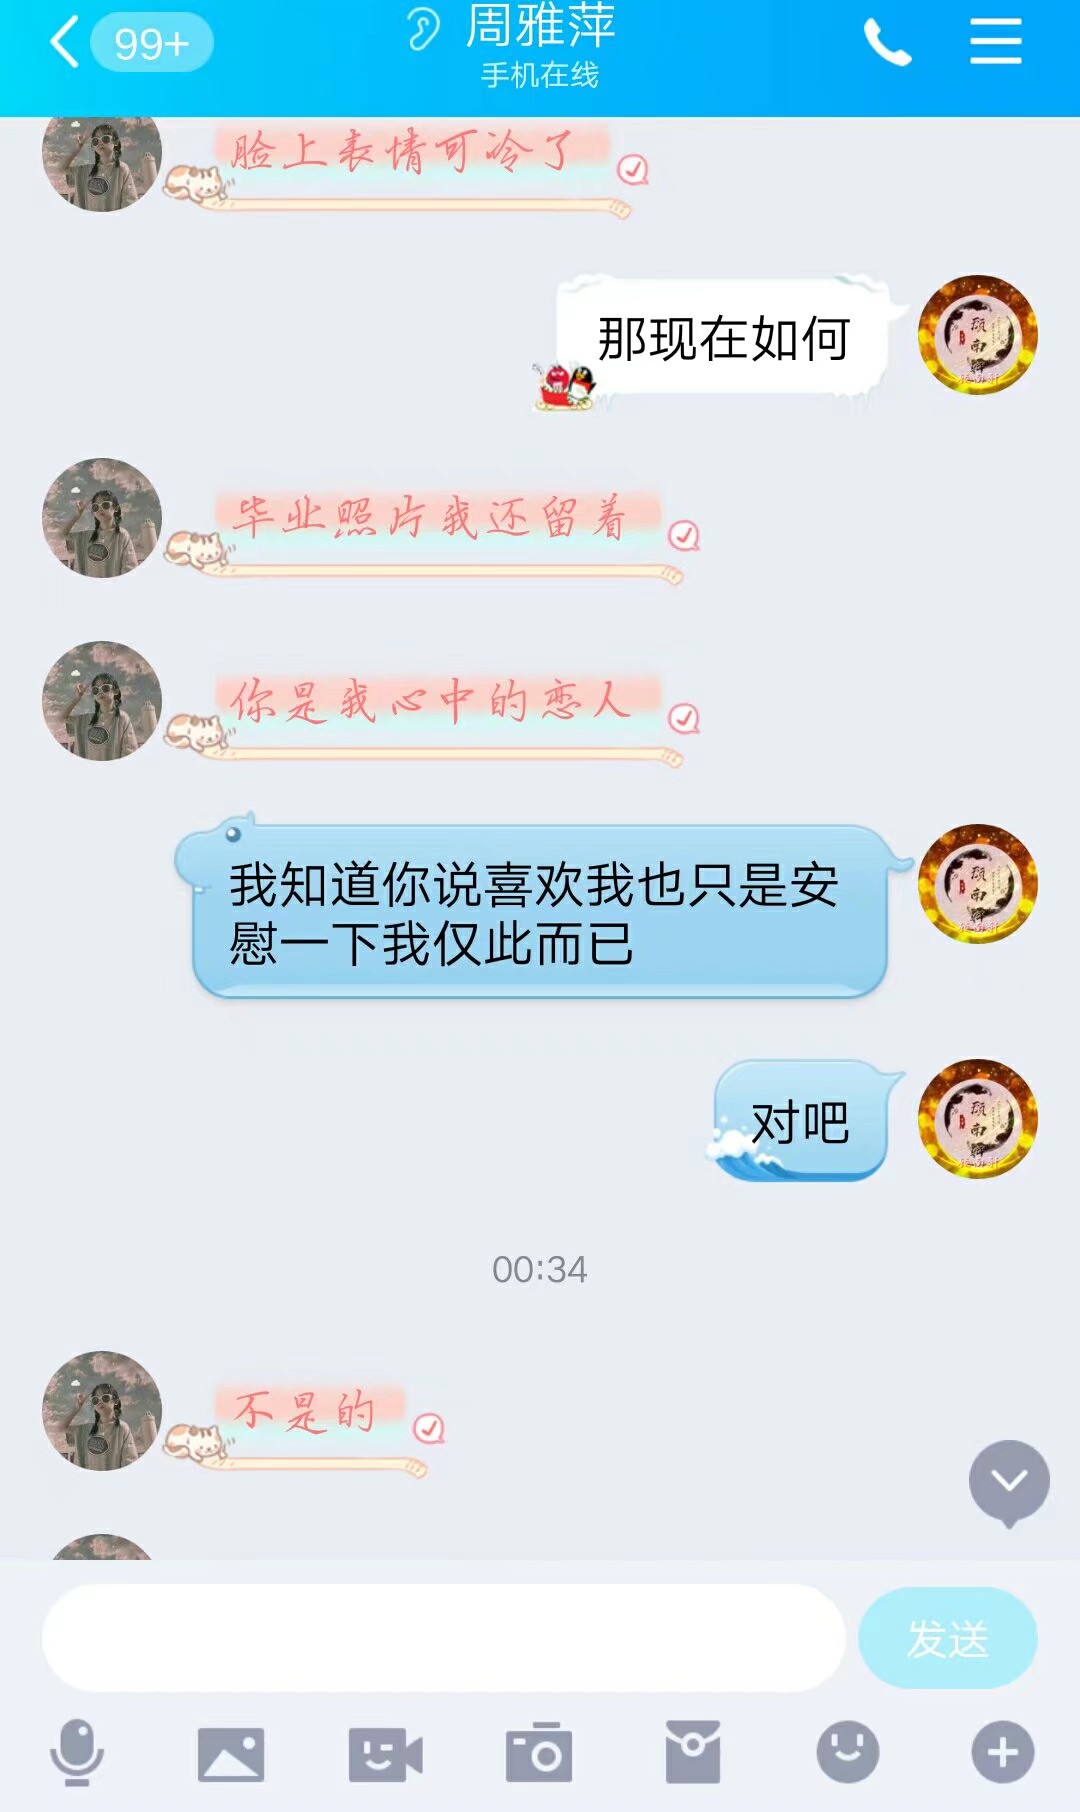 99+
周雅萍
手机在线
脸上表情可冷了
那现在如何
毕业照片我还留着
你是我心中的恋人
我知道你说喜欢我也只是安
慰一下我仅此而已
对吧
00:34
不是的
发送